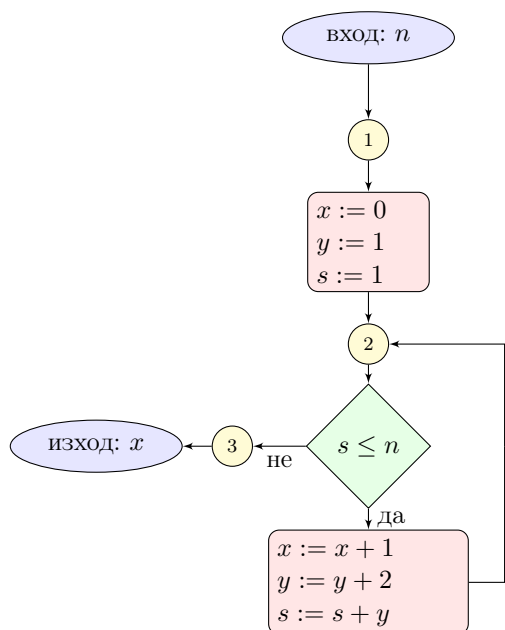 вход: n
1
x := 0
y := 1
s := 1
2
изход: x
3
не
s ≤ n
да
x := x + 1
y := y + 2
s := s + y